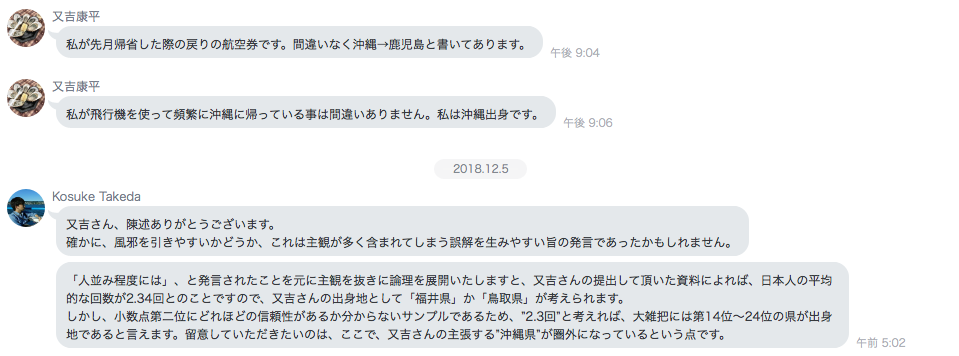 又吉康平
私が先月帰省した際の戻りの航空券です。間違いなく沖縄→鹿児島と書いてあります。
午後 9:04
又吉康平
私が飛行機を使って頻繁に沖縄に帰っている事は間違いありません。私は沖縄出身です。
午後 9:06
2018.12.5
Kosuke Takeda
又吉さん、陳述ありがとうございます。
確かに、風邪を引きやすいかどうか、これは主観が多く含まれてしまう誤解を生みやすい旨の発言であったかもしれません。
「人並み程度には」、と発言されたことを元に主観を抜きに論理を展開いたしますと、又吉さんの提出して頂いた資料によれば、日本人の平均
的な回数が2.34回とのことですので、又吉さんの出身地として「福井県」か「鳥取県」が考えられます。
しかし、小数点第二位にどれほどの信頼性があるか分からないサンプルであるため、"2.3回"と考えれば、大雑把には第14位〜24位の県が出身
地であると言えます。留意していただきたいのは、ここで、又吉さんの主張する"沖縄県"が圏外になっているという点です。
午前 5:02